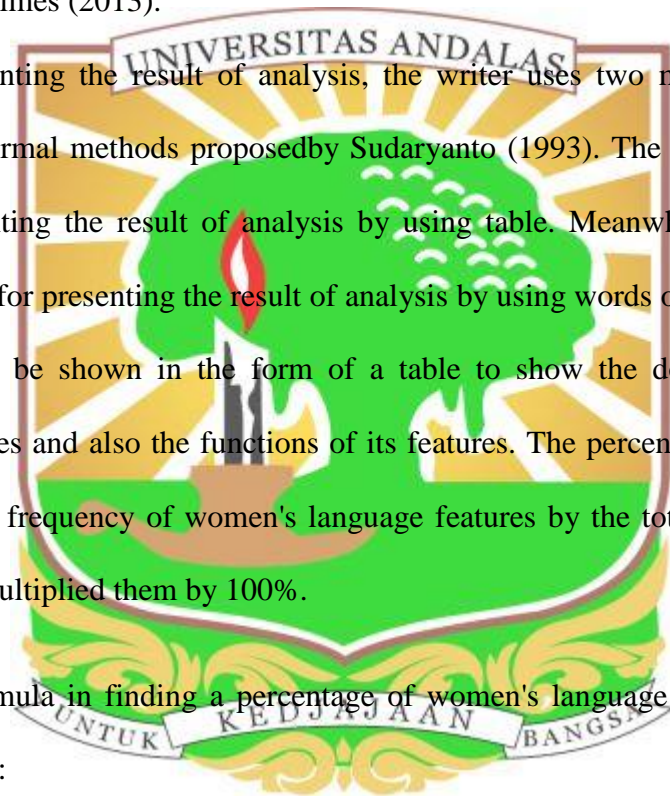 mes (2013).
UNIVERSITAS ANDALAS
nting the result of analysis, the writer uses two m
rmal methods proposedby Sudaryanto (1993). The
ting the result of analysis by using table. Meanwl
for presenting the result of analysis by using words o
be shown in the form of a table to show the do
es and also the functions of its features. The percen
frequency of women's language features by the tot
ultiplied them by 100%.
mula in finding a percentage of women's language
UNTUK KEDJAJAAN BANGSA
: